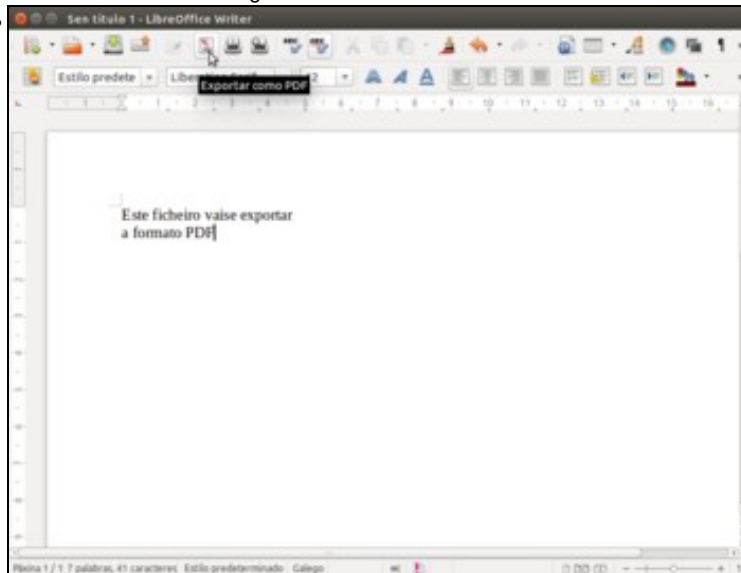 Sen título 1 - LibreOffice Writer
Estilo predete
12
Exportar como PDF
Este ficheiro vaise exportar
a formato PDF
Páxina 1 / 1 7 palabras, 41 caracteres Estilo predeterminado Galego